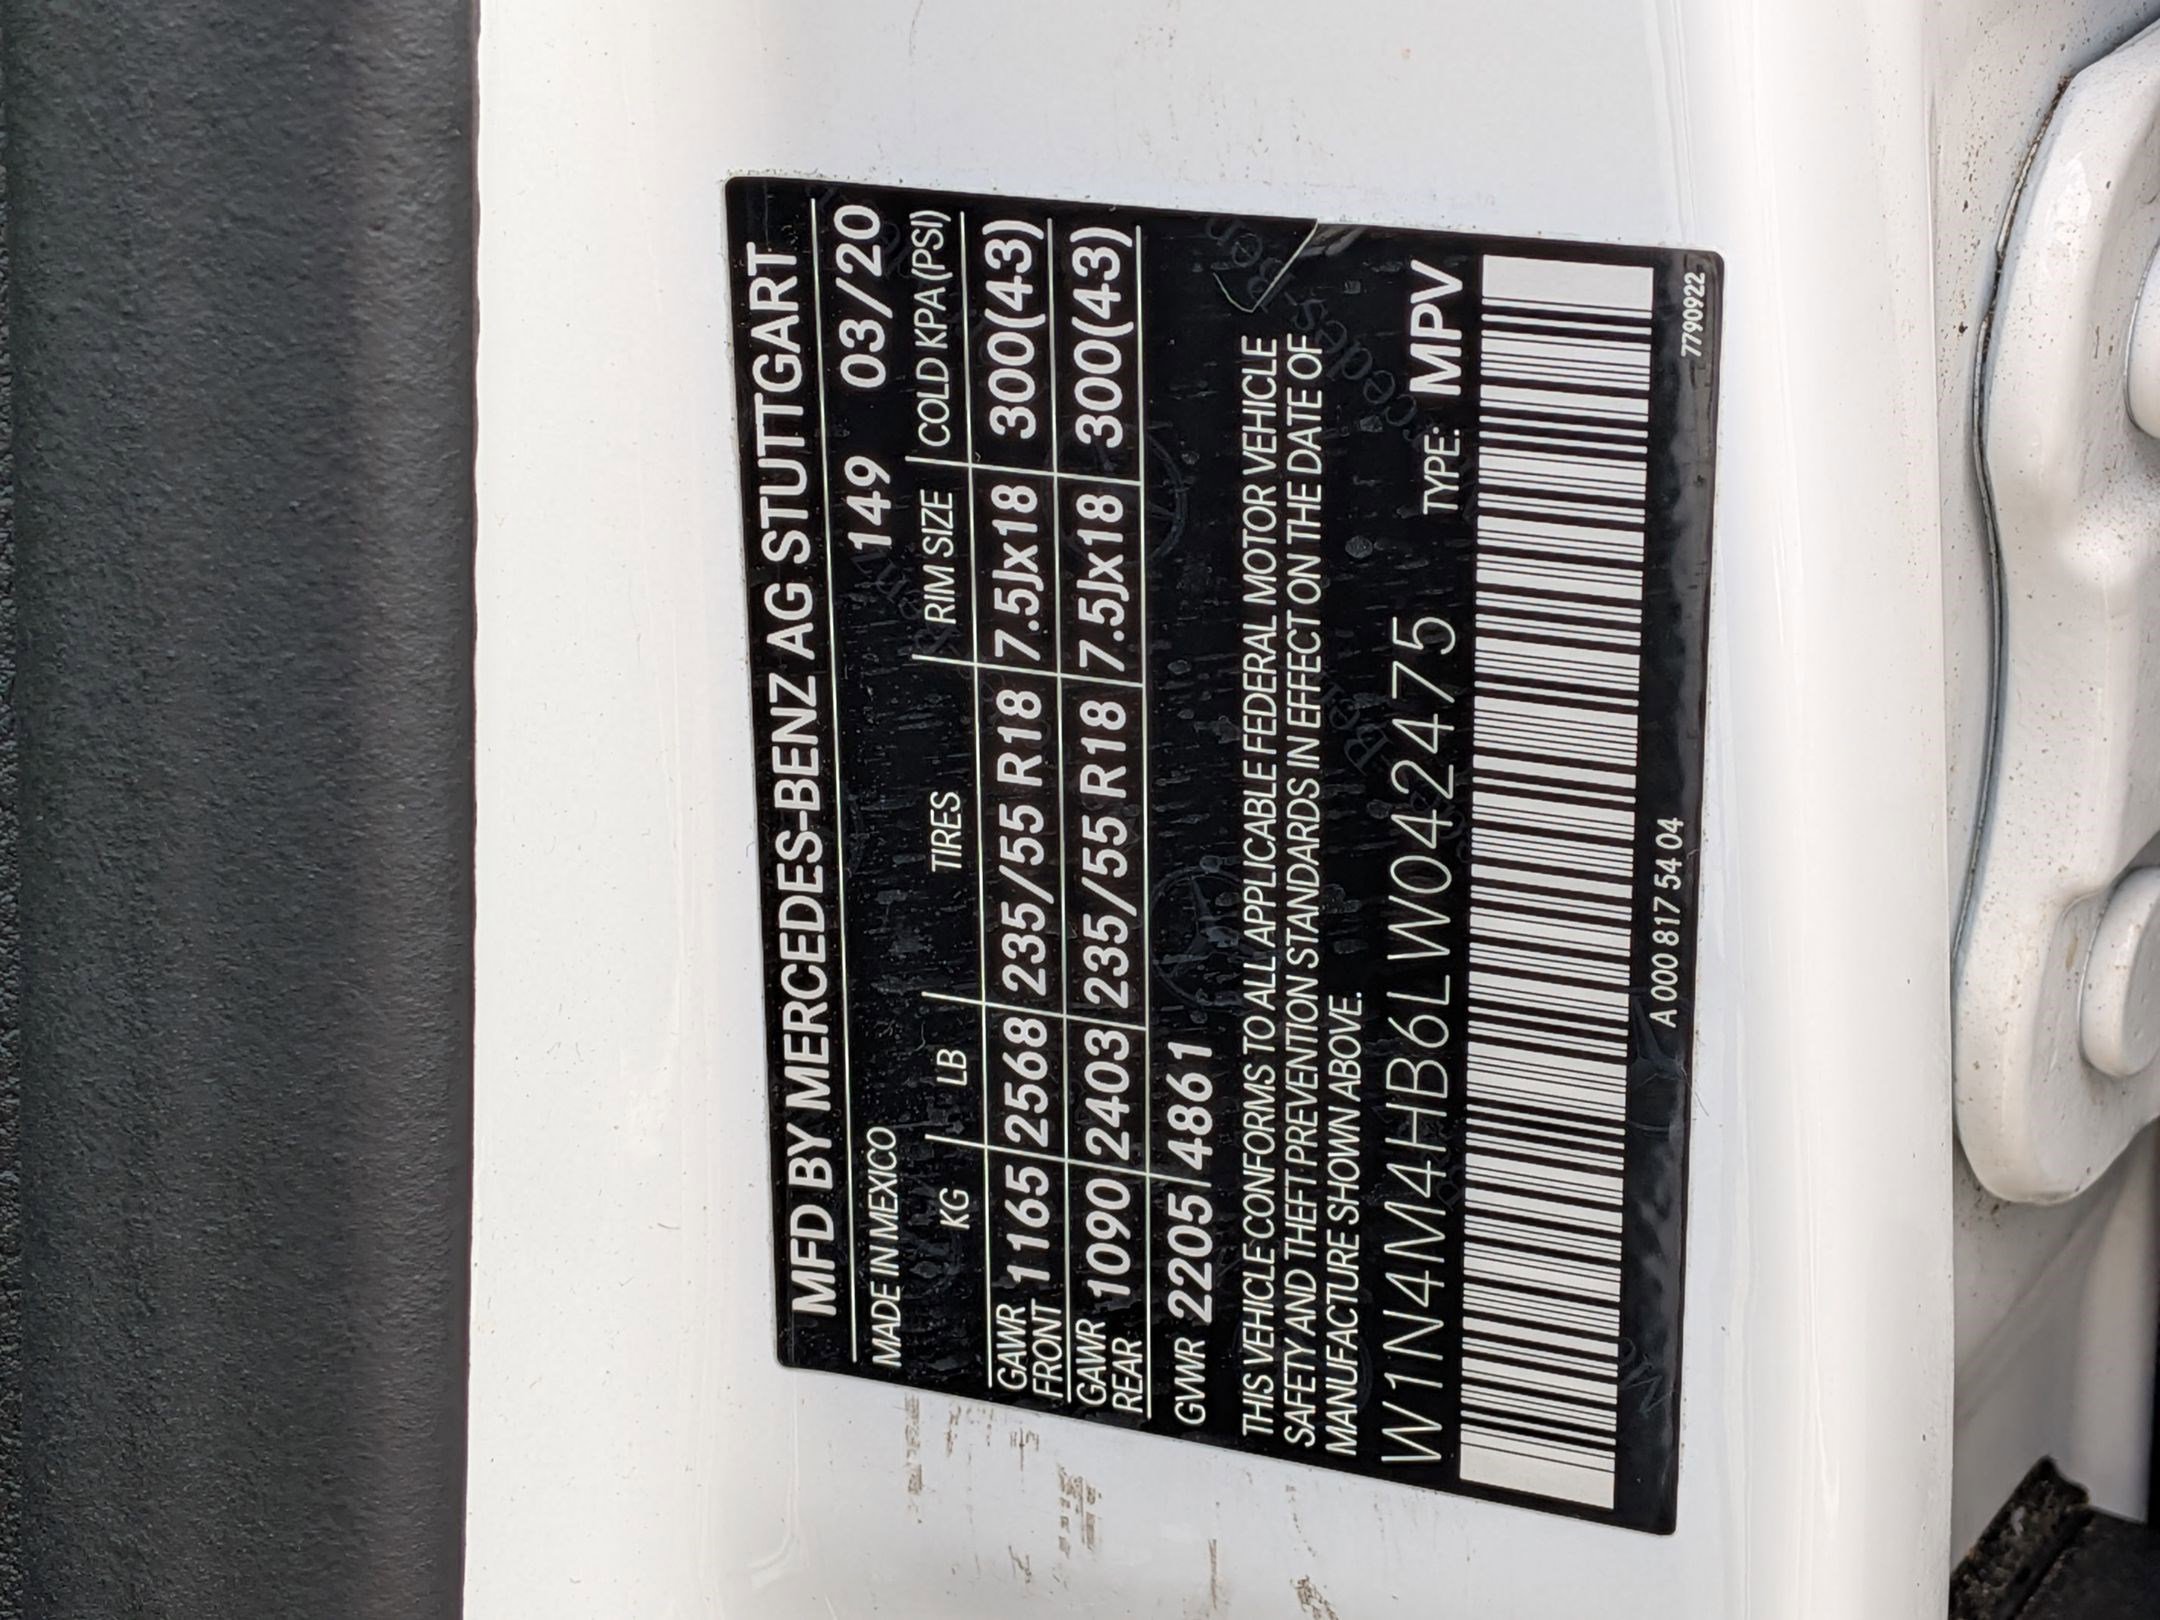 MFD BY MERCEDES-BENZ AG STUTTGART
MADE IN MEXICO 149 03/20
KG LB TIRES RIM SIZE COLD KPA(PSI)
GAWR FRONT 1165 2568 235/55 R18 7.5Jx18 300(43)
GAWR REAR 1090 2403 235/55 R18 7.5Jx18 300(43)
GVWR 2205 4861
THIS VEHICLE CONFORMS TO ALL APPLICABLE FEDERAL MOTOR VEHICLE
SAFETY AND THEFT PREVENTION STANDARDS IN EFFECT ON THE DATE OF
MANUFACTURE SHOWN ABOVE.
W1N4M4HB6LW042475 TYPE: MPV
A 000 817 54 04
7790922